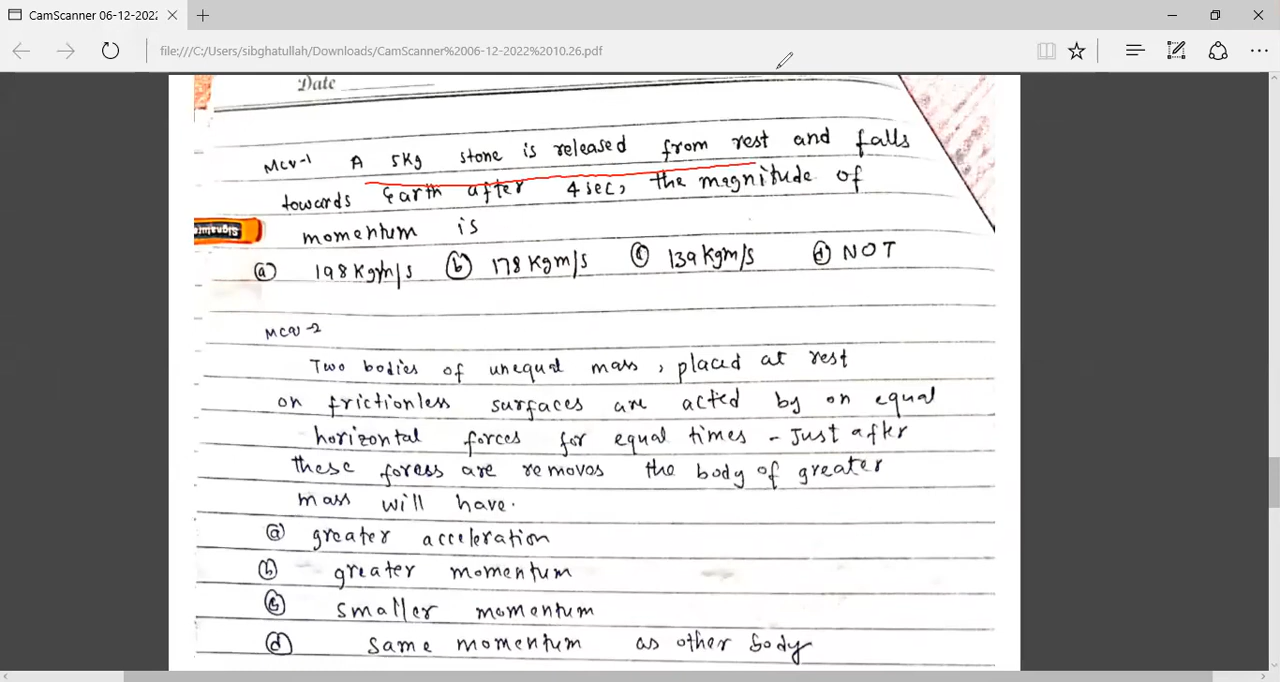 CamScanner 06-12-202
file:///C:/Users/sibghatullah/Downloads/CamScanner%2006-12-2022%2010.26.pdf
Date
MCQ-1 A 5Kg stone is released from rest and falls
towards Earth after 4sec, the magnitude of
momentum is
(a) 198 Kgm/s (b) 178 Kgm/s (c) 139 Kgm/s (d) NOT
MCQ-2
Two bodies of unequal mass, placed at rest
on frictionless surfaces are acted by on equal
horizontal forces for equal times - Just after
these foress are removes the body of greater
mass will have.
(a) greater acceleration
(b) greater momentum
(c) smaller momentum
(d) same momentum as other body